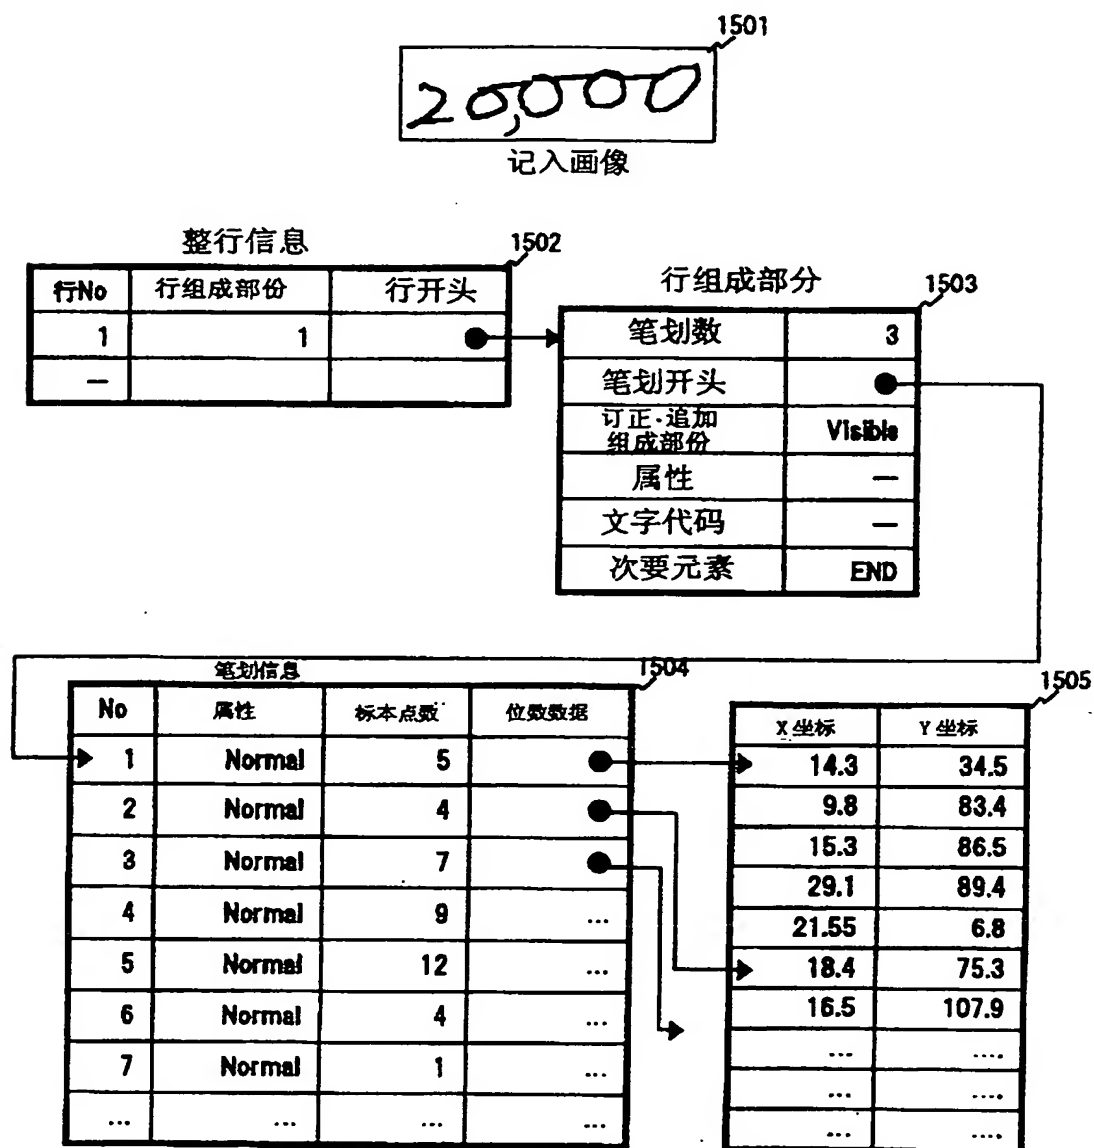 1501
20,000
记入画像
整行信息
1502
行No 行组成部份 行开头
1 1
—
行组成部分
1503
笔划数 3
笔划开头
订正·追加
组成部份 Visible
属性 —
文字代码 —
次要元素 END
笔划信息
1504
No 属性 标本点数 位数数据
1 Normal 5
2 Normal 4
3 Normal 7
4 Normal 9 ...
5 Normal 12 ...
6 Normal 4 ...
7 Normal 1 ...
... ... ... ...
1505
X坐标 Y坐标
14.3 34.5
9.8 83.4
15.3 86.5
29.1 89.4
21.55 6.8
18.4 75.3
16.5 107.9
... ....
... ....
... ....